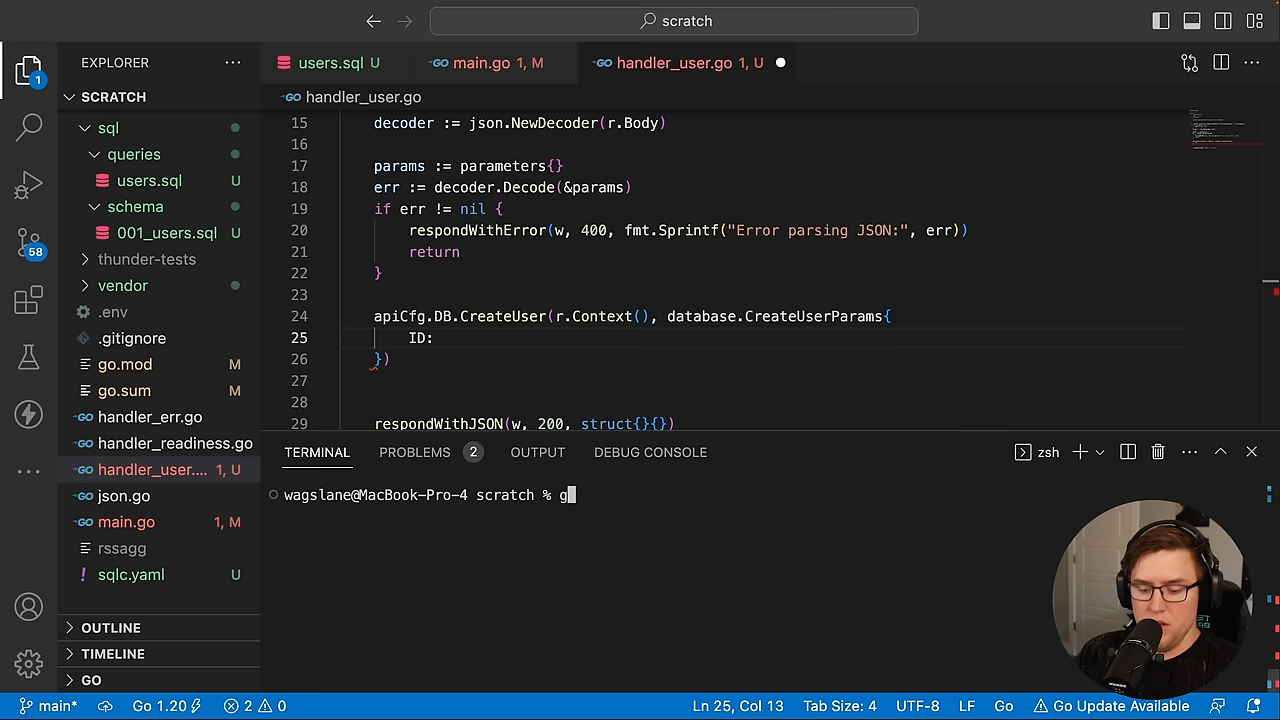 scratch
EXPLORER
SCRATCH
sql
queries
users.sql U
schema
001_users.sql U
thunder-tests
vendor
.env
.gitignore
go.mod M
go.sum M
handler_err.go
handler_readiness.go
handler_user.... 1, U
json.go
main.go 1, M
rssagg
sqlc.yaml U
OUTLINE
TIMELINE
GO
1
58
users.sql U
main.go 1, M
handler_user.go 1, U
handler_user.go
15 decoder := json.NewDecoder(r.Body)
16
17 params := parameters{}
18 err := decoder.Decode(&params)
19 if err != nil {
20 respondWithError(w, 400, fmt.Sprintf("Error parsing JSON:", err))
21 return
22 }
23
24 apiCfg.DB.CreateUser(r.Context(), database.CreateUserParams{
25 ID:
26 })
27
28
29 respondWithJSON(w, 200, struct{}{})
TERMINAL PROBLEMS 2 OUTPUT DEBUG CONSOLE zsh
wagslane@MacBook-Pro-4 scratch % g
main* Go 1.20 2 0 Ln 25, Col 13 Tab Size: 4 UTF-8 LF Go Go Update Available